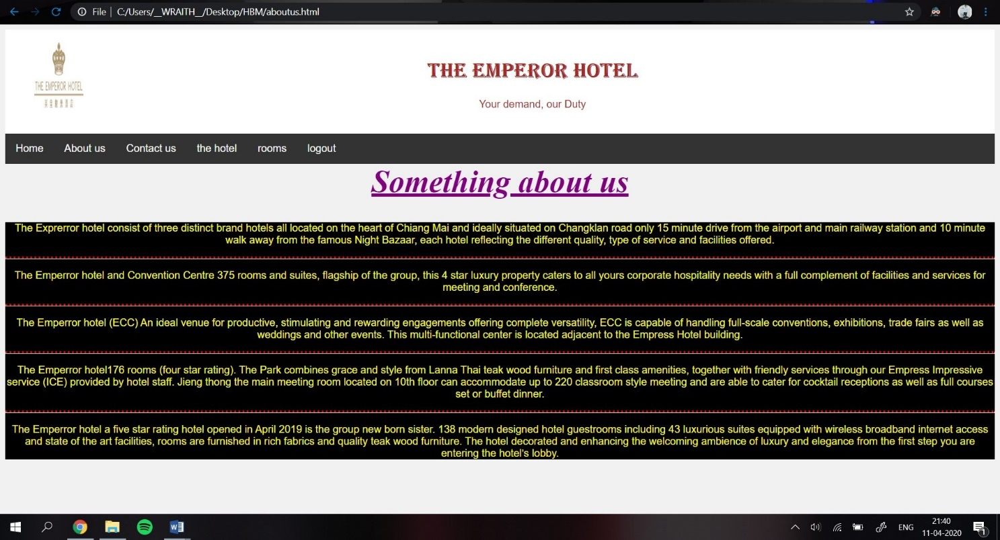 File | C:/Users/__WRAITH__/Desktop/HBM/aboutus.html
THE EMPEROR HOTEL
THE EMPEROR HOTEL
Your demand, our Duty
Home About us Contact us the hotel rooms logout
Something about us
The Exprerror hotel consist of three distinct brand hotels all located on the heart of Chiang Mai and ideally situated on Changklan road only 15 minute drive from the airport and main railway station and 10 minute
walk away from the famous Night Bazaar, each hotel reflecting the different quality, type of service and facilities offered.
The Emperror hotel and Convention Centre 375 rooms and suites, flagship of the group, this 4 star luxury property caters to all yours corporate hospitality needs with a full complement of facilities and services for
meeting and conference.
The Emperror hotel (ECC) An ideal venue for productive, stimulating and rewarding engagements offering complete versatility, ECC is capable of handling full-scale conventions, exhibitions, trade fairs as well as
weddings and other events. This multi-functional center is located adjacent to the Empress Hotel building.
The Emperror hotel176 rooms (four star rating). The Park combines grace and style from Lanna Thai teak wood furniture and first class amenities, together with friendly services through our Empress Impressive
service (ICE) provided by hotel staff. Jieng thong the main meeting room located on 10th floor can accommodate up to 220 classroom style meeting and are able to cater for cocktail receptions as well as full courses
set or buffet dinner.
The Emperror hotel a five star rating hotel opened in April 2019 is the group new born sister. 138 modern designed hotel guestrooms including 43 luxurious suites equipped with wireless broadband internet access
and state of the art facilities, rooms are furnished in rich fabrics and quality teak wood furniture. The hotel decorated and enhancing the welcoming ambience of luxury and elegance from the first step you are
entering the hotel's lobby.
ENG
21:40
11-04-2020
1